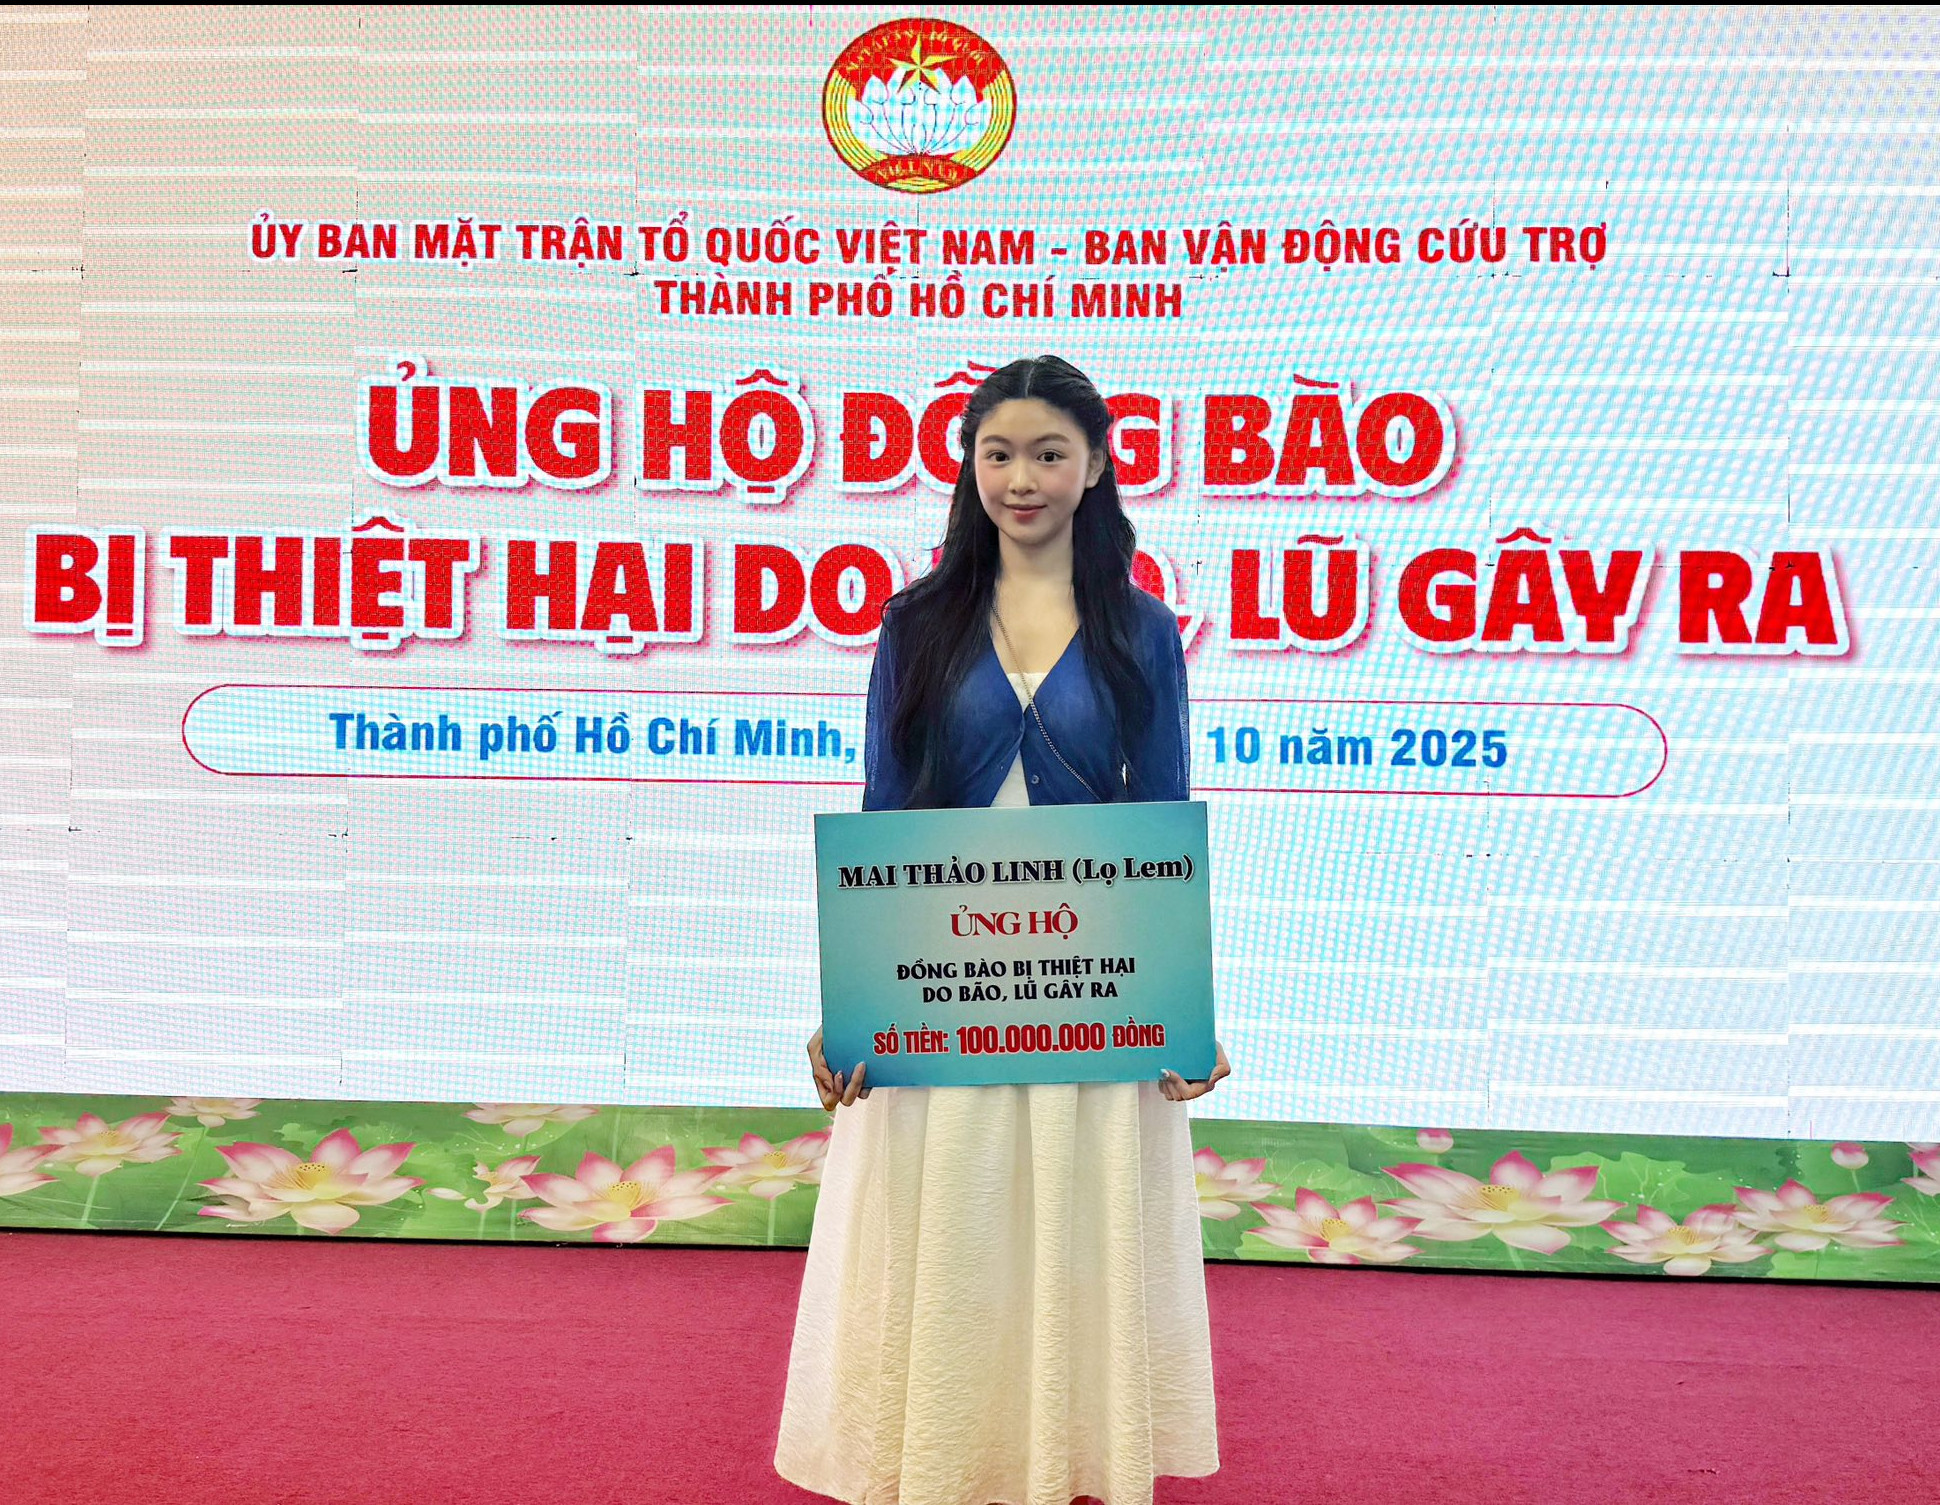 ỦY BAN MẶT TRẬN TỔ QUỐC VIỆT NAM - BAN VẬN ĐỘNG CỨU TRỢ
THÀNH PHỐ HỒ CHÍ MINH
ỦNG HỘ BÀO
BỊ THIỆT HẠI DO , LŨ GÂY RA
Thành phố Hồ Chí Minh, 10 năm 2025
MAI THẢO LINH (Lọ Lem)
ỦNG HỘ
ĐỒNG BÀO BỊ THIỆT HẠI
DO BÃO, LŨ GÂY RA
SỐ TIỀN: 100.000.000 ĐỒNG